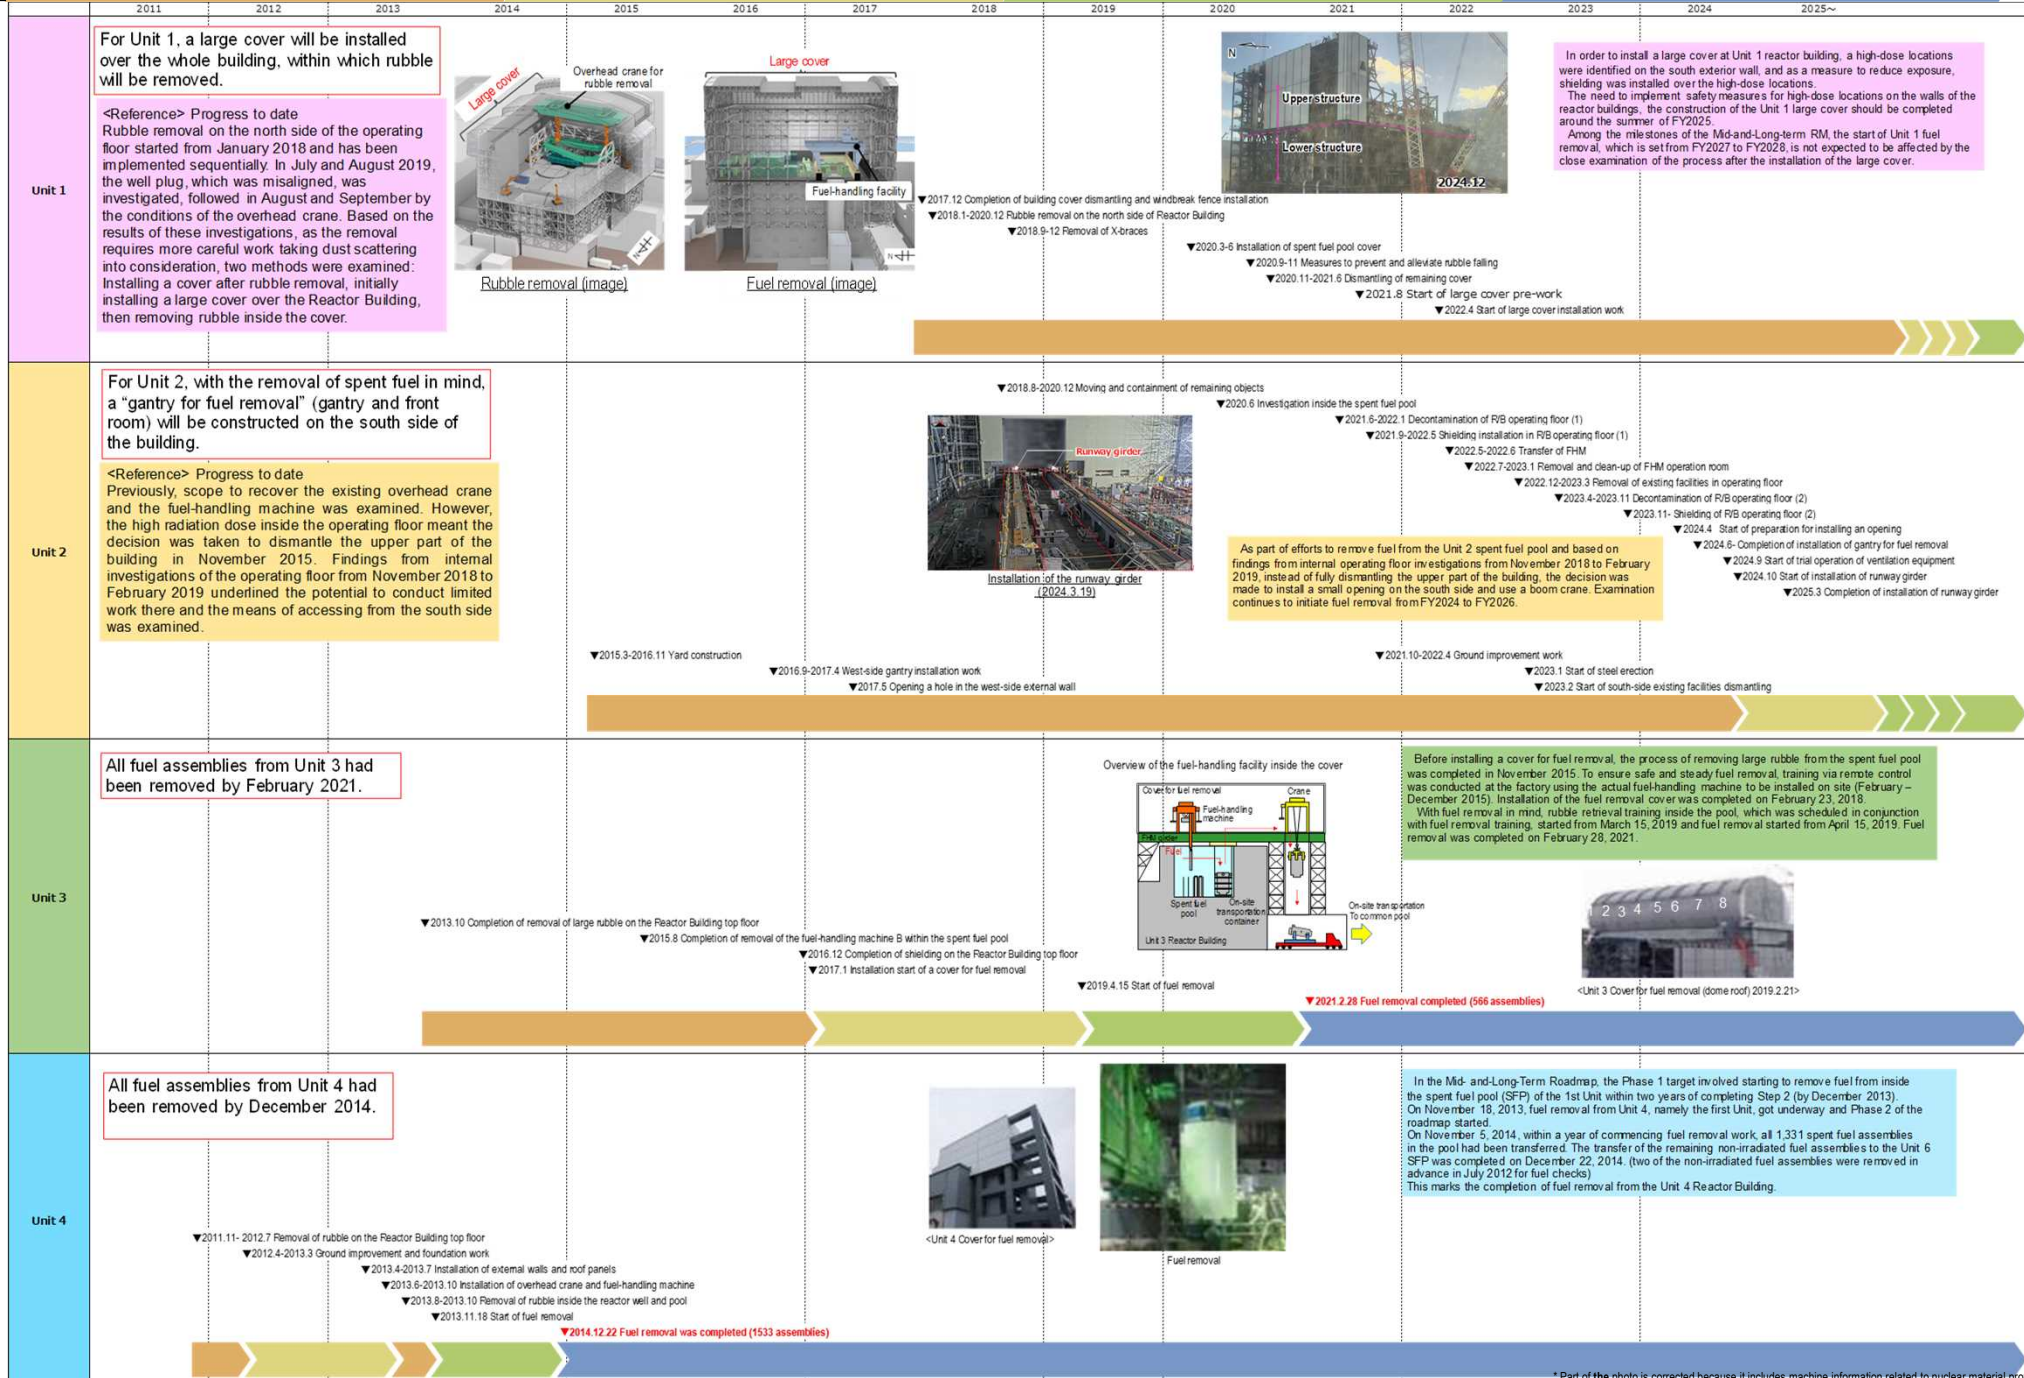 2011 2012 2013 2014 2015 2016 2017 2018 2019 2020 2021 2022 2023 2024 2025～
Unit 1
For Unit 1, a large cover will be installed
over the whole building, within which rubble
will be removed.
<Reference> Progress to date
Rubble removal on the north side of the operating
floor started from January 2018 and has been
implemented sequentially. In July and August 2019,
the well plug, which was misaligned, was
investigated, followed in August and September by
the conditions of the overhead crane. Based on the
results of these investigations, as the removal
requires more careful work taking dust scattering
into consideration, two methods were examined:
Installing a cover after rubble removal, initially
installing a large cover over the Reactor Building,
then removing rubble inside the cover.
Large cover
Overhead crane for
rubble removal
N
Rubble removal (image)
Large cover
Fuel-handling facility
N
Fuel removal (image)
N
Upper structure
Lower structure
2024.12
In order to install a large cover at Unit 1 reactor building, a high-dose locations
were identified on the south exterior wall, and as a measure to reduce exposure,
shielding was installed over the high-dose locations.
The need to implement safety measures for high-dose locations on the walls of the
reactor buildings, the construction of the Unit 1 large cover should be completed
around the summer of FY2025.
Among the milestones of the Mid-and-Long-term RM, the start of Unit 1 fuel
removal, which is set from FY2027 to FY2028, is not expected to be affected by the
close examination of the process after the installation of the large cover.
▼2017.12 Completion of building cover dismantling and windbreak fence installation
▼2018.1-2020.12 Rubble removal on the north side of Reactor Building
▼2018.9-12 Removal of X-braces
▼2020.3-6 Installation of spent fuel pool cover
▼2020.9-11 Measures to prevent and alleviate rubble falling
▼2020.11-2021.6 Dismantling of remaining cover
▼2021.8 Start of large cover pre-work
▼2022.4 Start of large cover installation work
Unit 2
For Unit 2, with the removal of spent fuel in mind,
a “gantry for fuel removal” (gantry and front
room) will be constructed on the south side of
the building.
<Reference> Progress to date
Previously, scope to recover the existing overhead crane
and the fuel-handling machine was examined. However,
the high radiation dose inside the operating floor meant the
decision was taken to dismantle the upper part of the
building in November 2015. Findings from internal
investigations of the operating floor from November 2018 to
February 2019 underlined the potential to conduct limited
work there and the means of accessing from the south side
was examined.
▼2018.8-2020.12 Moving and containment of remaining objects
▼2020.6 Investigation inside the spent fuel pool
▼2021.6-2022.1 Decontamination of R/B operating floor (1)
▼2021.9-2022.5 Shielding installation in R/B operating floor (1)
▼2022.5-2022.6 Transfer of FHM
▼2022.7-2023.1 Removal and clean-up of FHM operation room
▼2022.12-2023.3 Removal of existing facilities in operating floor
▼2023.4-2023.11 Decontamination of R/B operating floor (2)
▼2023.11- Shielding of R/B operating floor (2)
▼2024.4 Start of preparation for installing an opening
▼2024.6- Completion of installation of gantry for fuel removal
▼2024.9 Start of trial operation of ventilation equipment
▼2024.10 Start of installation of runway girder
▼2025.3 Completion of installation of runway girder
Runway girder
Installation of the runway girder
(2024.3.19)
As part of efforts to remove fuel from the Unit 2 spent fuel pool and based on
findings from internal operating floor investigations from November 2018 to February
2019, instead of fully dismantling the upper part of the building, the decision was
made to install a small opening on the south side and use a boom crane. Examination
continues to initiate fuel removal from FY2024 to FY2026.
▼2015.3-2016.11 Yard construction
▼2016.9-2017.4 West-side gantry installation work
▼2017.5 Opening a hole in the west-side external wall
▼2021.10-2022.4 Ground improvement work
▼2023.1 Start of steel erection
▼2023.2 Start of south-side existing facilities dismantling
Unit 3
All fuel assemblies from Unit 3 had
been removed by February 2021.
Overview of the fuel-handling facility inside the cover
Cover for fuel removal
Crane
Fuel-handling
machine
FHM girder
Fuel
Spent fuel
pool
On-site
transportation
container
Unit 3 Reactor Building
On-site transportation
To common pool
Before installing a cover for fuel removal, the process of removing large rubble from the spent fuel pool
was completed in November 2015. To ensure safe and steady fuel removal, training via remote control
was conducted at the factory using the actual fuel-handling machine to be installed on site (February –
December 2015). Installation of the fuel removal cover was completed on February 23, 2018.
With fuel removal in mind, rubble retrieval training inside the pool, which was scheduled in conjunction
with fuel removal training, started from March 15, 2019 and fuel removal started from April 15, 2019. Fuel
removal was completed on February 28, 2021.
1 2 3 4 5 6 7 8
<Unit 3 Cover for fuel removal (dome roof) 2019.2.21>
▼2013.10 Completion of removal of large rubble on the Reactor Building top floor
▼2015.8 Completion of removal of the fuel-handling machine B within the spent fuel pool
▼2016.12 Completion of shielding on the Reactor Building top floor
▼2017.1 Installation start of a cover for fuel removal
▼2019.4.15 Start of fuel removal
▼2021.2.28 Fuel removal completed (566 assemblies)
Unit 4
All fuel assemblies from Unit 4 had
been removed by December 2014.
<Unit 4 Cover for fuel removal>
Fuel removal
In the Mid- and-Long-Term Roadmap, the Phase 1 target involved starting to remove fuel from inside
the spent fuel pool (SFP) of the 1st Unit within two years of completing Step 2 (by December 2013).
On November 18, 2013, fuel removal from Unit 4, namely the first Unit, got underway and Phase 2 of the
roadmap started.
On November 5, 2014, within a year of commencing fuel removal work, all 1,331 spent fuel assemblies
in the pool had been transferred. The transfer of the remaining non-irradiated fuel assemblies to the Unit 6
SFP was completed on December 22, 2014. (two of the non-irradiated fuel assemblies were removed in
advance in July 2012 for fuel checks)
This marks the completion of fuel removal from the Unit 4 Reactor Building.
▼2011.11- 2012.7 Removal of rubble on the Reactor Building top floor
▼2012.4-2013.3 Ground improvement and foundation work
▼2013.4-2013.7 Installation of external walls and roof panels
▼2013.6-2013.10 Installation of overhead crane and fuel-handling machine
▼2013.8-2013.10 Removal of rubble inside the reactor well and pool
▼2013.11.18 Start of fuel removal
▼2014.12.22 Fuel removal was completed (1533 assemblies)
* Part of the photo is corrected because it includes machine information related to nuclear material